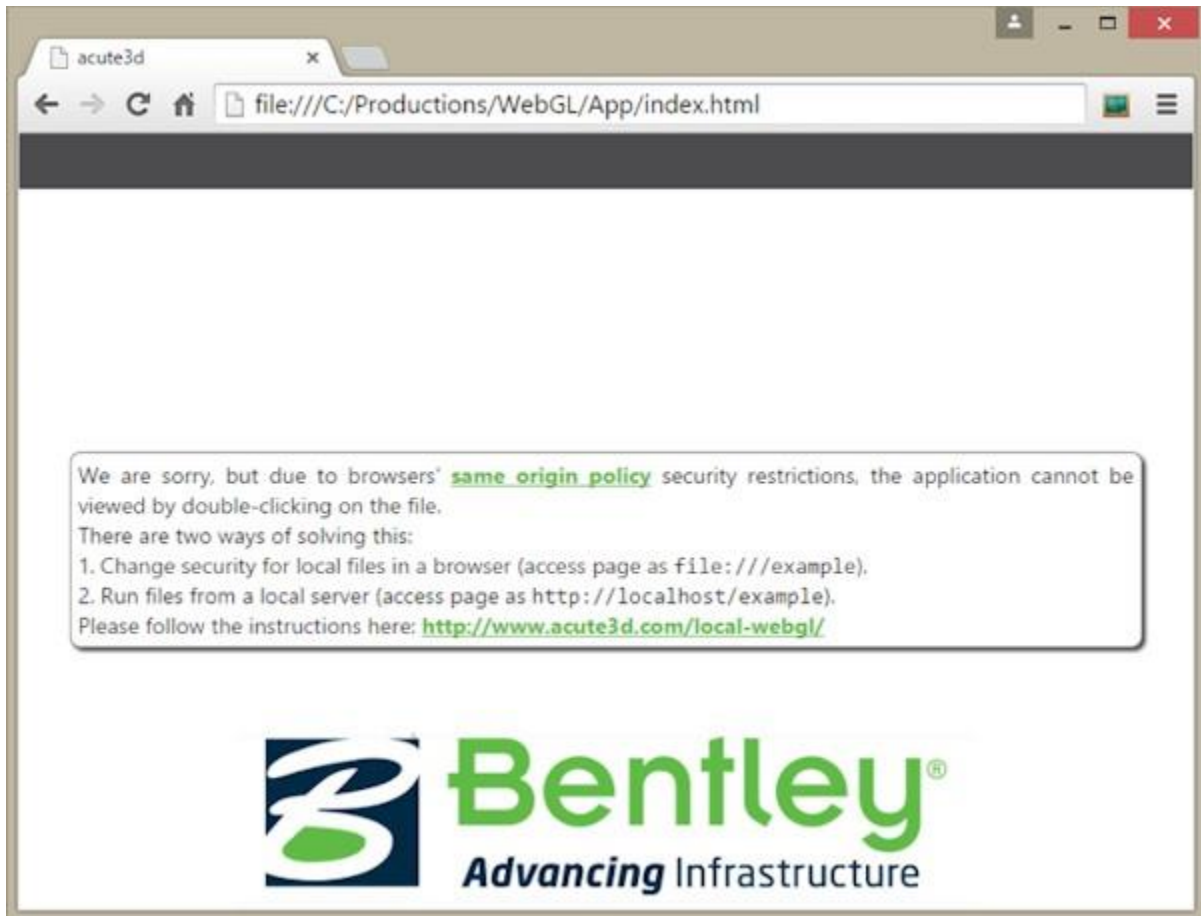 acute3d
file:///C:/Productions/WebGL/App/index.html
We are sorry, but due to browsers' same origin policy security restrictions, the application cannot be
viewed by double-clicking on the file.
There are two ways of solving this:
1. Change security for local files in a browser (access page as file:///example).
2. Run files from a local server (access page as http://localhost/example).
Please follow the instructions here: http://www.acute3d.com/local-webgl/
B
Bentley®
Advancing Infrastructure